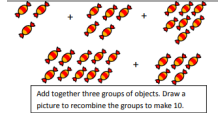 + +
+
Add together three groups of objects. Draw a
picture to recombine the groups to make 10.